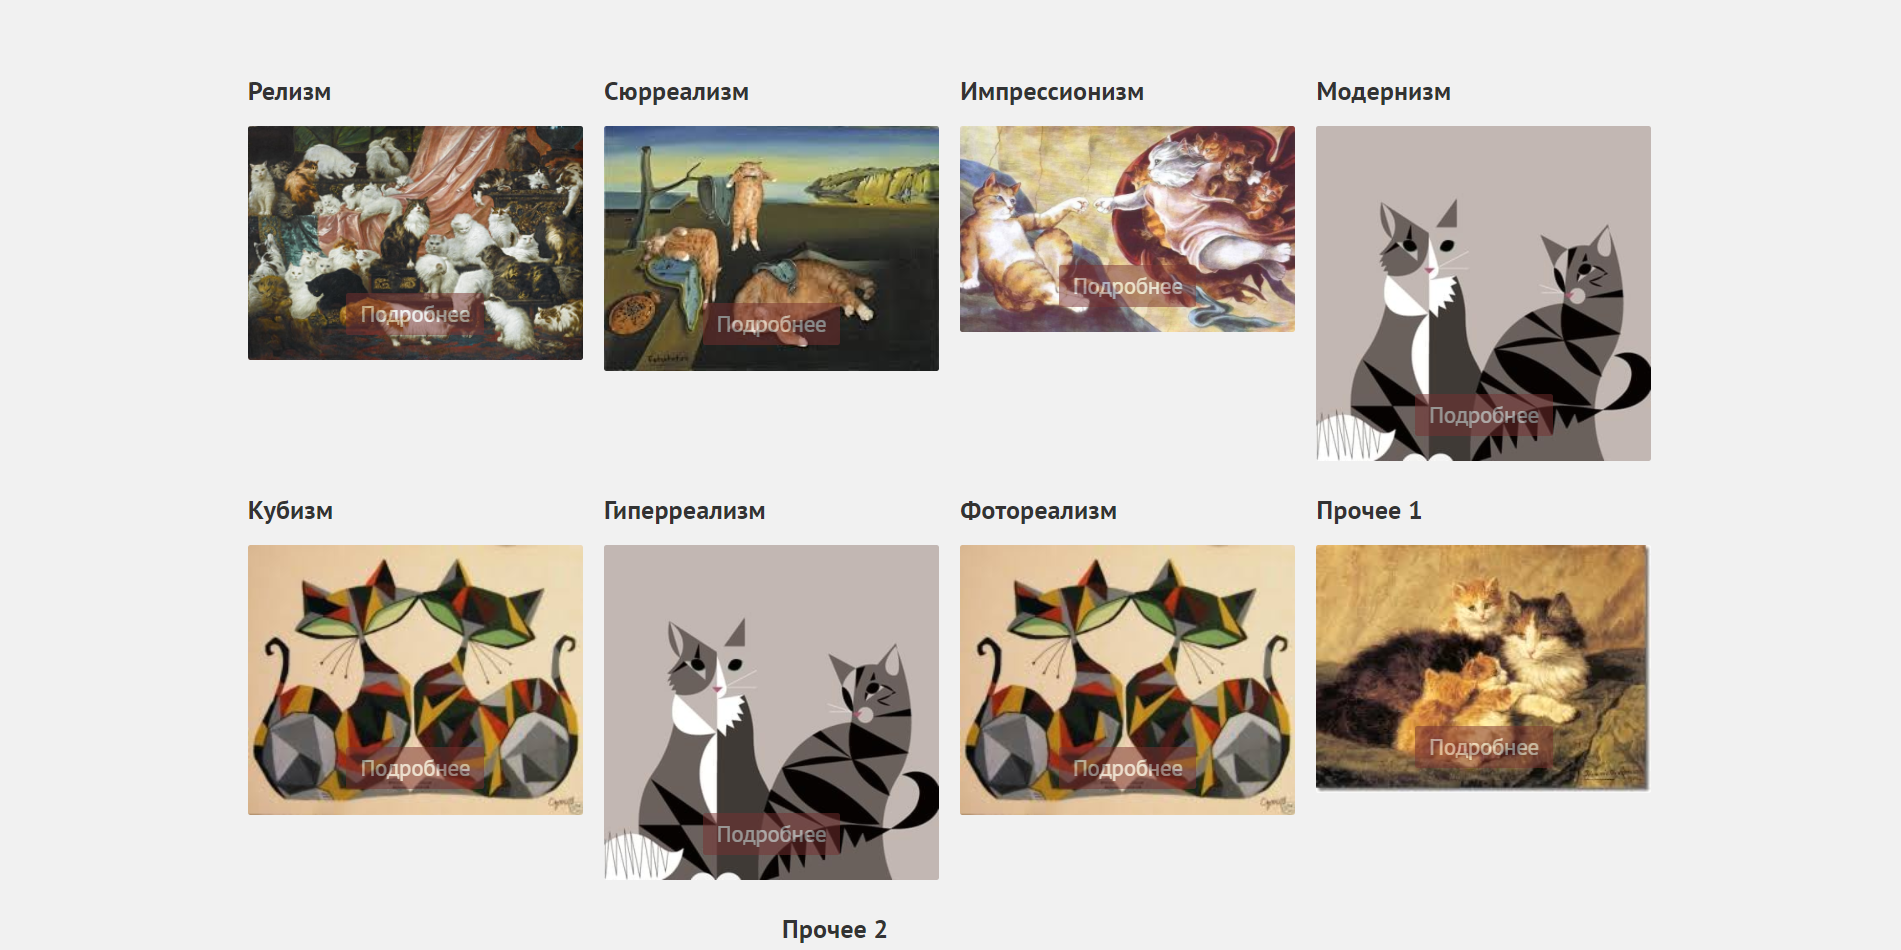 Релизм
Сюрреализм
Импрессионизм
Модернизм
Подробнее
Подробнее
Подробнее
Подробнее
Кубизм
Гиперреализм
Фотореализм
Прочее 1
Подробнее
Подробнее
Подробнее
Подробнее
Прочее 2